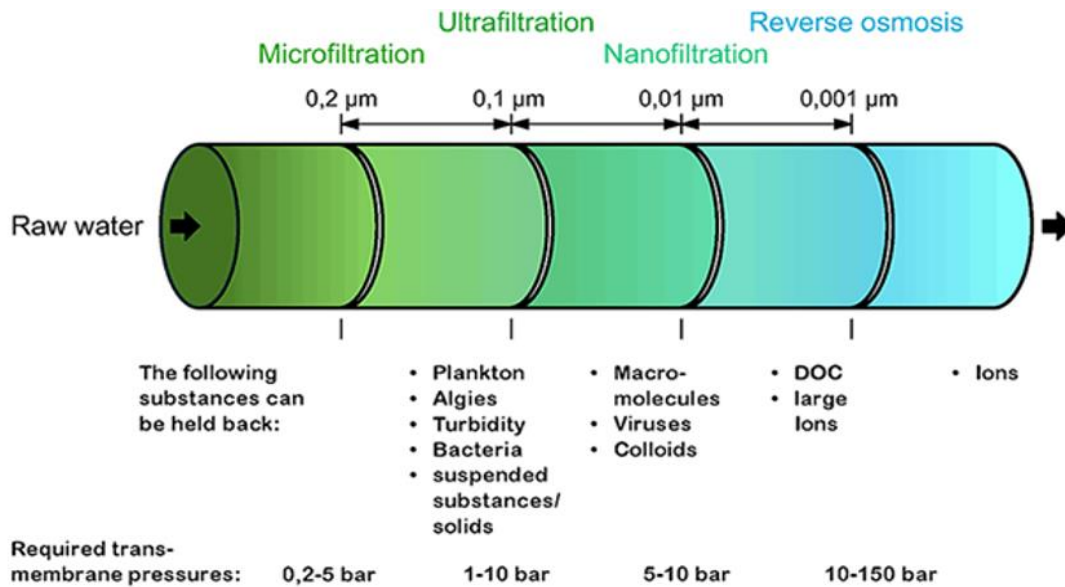 Ultrafiltration Reverse osmosis
Microfiltration Nanofiltration
0,2 µm 0,1 µm 0,01 µm 0,001 µm
Raw water
The following
substances can
be held back:
• Plankton
• Algies
• Turbidity
• Bacteria
• suspended
substances/
solids
• Macro-
molecules
• Viruses
• Colloids
• DOC
• large
Ions
• Ions
Required trans-
membrane pressures: 0,2-5 bar 1-10 bar 5-10 bar 10-150 bar